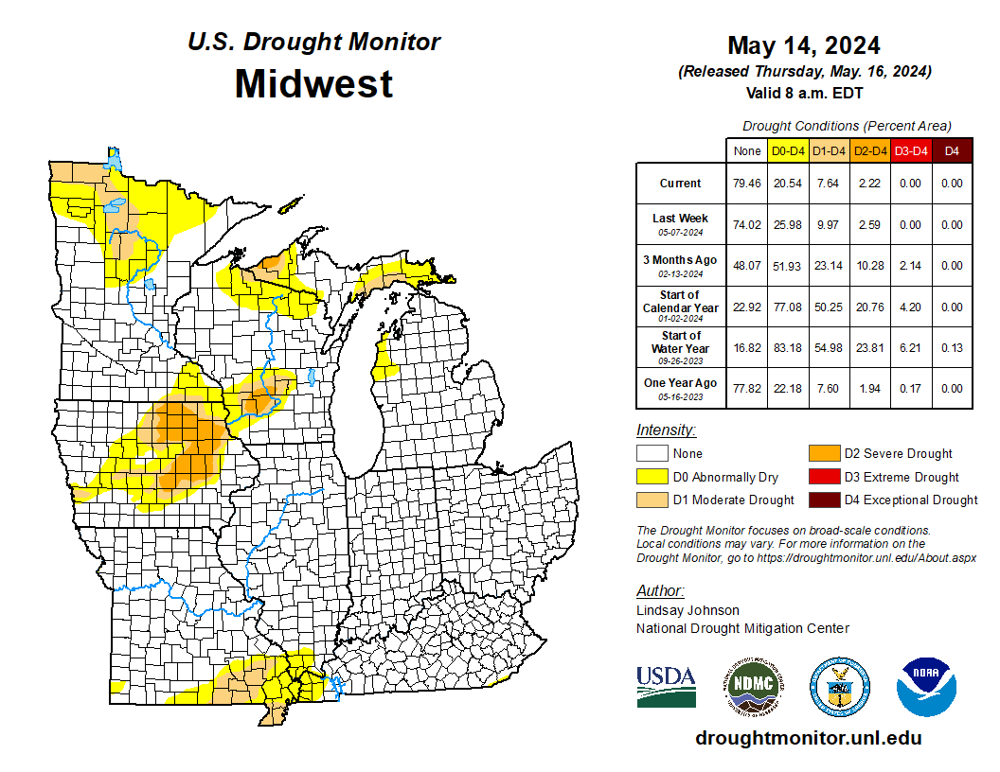 U.S. Drought Monitor
Midwest
May 14, 2024
(Released Thursday, May. 16, 2024)
Valid 8 a.m. EDT
Drought Conditions (Percent Area)
None D0-D4 D1-D4 D2-D4 D3-D4 D4
Current 79.46 20.54 7.64 2.22 0.00 0.00
Last Week 74.02 25.98 9.97 2.59 0.00 0.00
05-07-2024
3 Months Ago 48.07 51.93 23.14 10.28 2.14 0.00
02-13-2024
Start of
Calendar Year 22.92 77.08 50.25 20.76 4.20 0.00
01-02-2024
Start of
Water Year 16.82 83.18 54.98 23.81 6.21 0.13
09-26-2023
One Year Ago 77.82 22.18 7.60 1.94 0.17 0.00
05-16-2023
Intensity:
None
D0 Abnormally Dry
D1 Moderate Drought
D2 Severe Drought
D3 Extreme Drought
D4 Exceptional Drought
The Drought Monitor focuses on broad-scale conditions.
Local conditions may vary. For more information on the
Drought Monitor, go to https://droughtmonitor.unl.edu/About.aspx
Author:
Lindsay Johnson
National Drought Mitigation Center
USDA
NDMC
NOAA
droughtmonitor.unl.edu